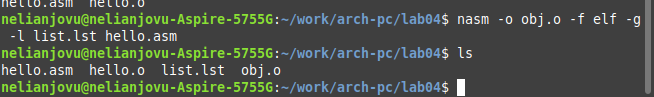 hello.asm  hello.o
nelianjovu@nelianjovu-Aspire-5755G:~/work/arch-pc/lab04$ nasm -o obj.o -f elf -g
 -l list.lst hello.asm
nelianjovu@nelianjovu-Aspire-5755G:~/work/arch-pc/lab04$ ls
hello.asm  hello.o  list.lst  obj.o
nelianjovu@nelianjovu-Aspire-5755G:~/work/arch-pc/lab04$